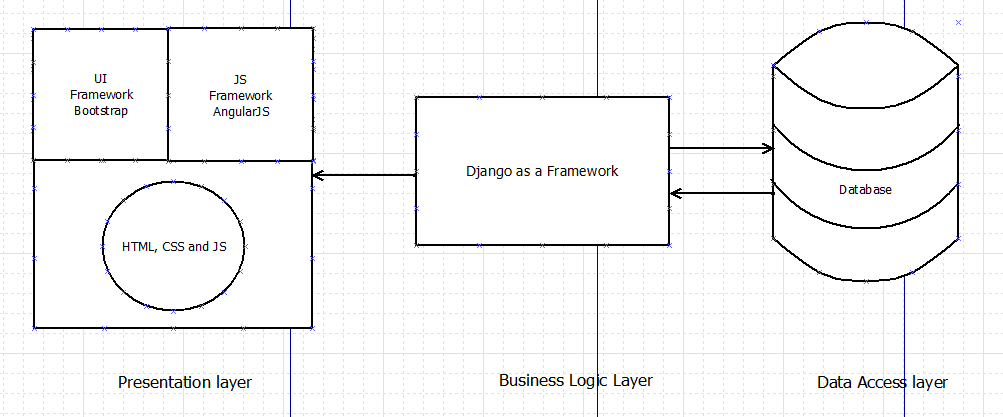 UI
Framework
Bootstrap
JS
Framework
AngularJS
HTML, CSS and JS
Django as a Framework
Database
Presentation layer
Business Logic Layer
Data Access layer